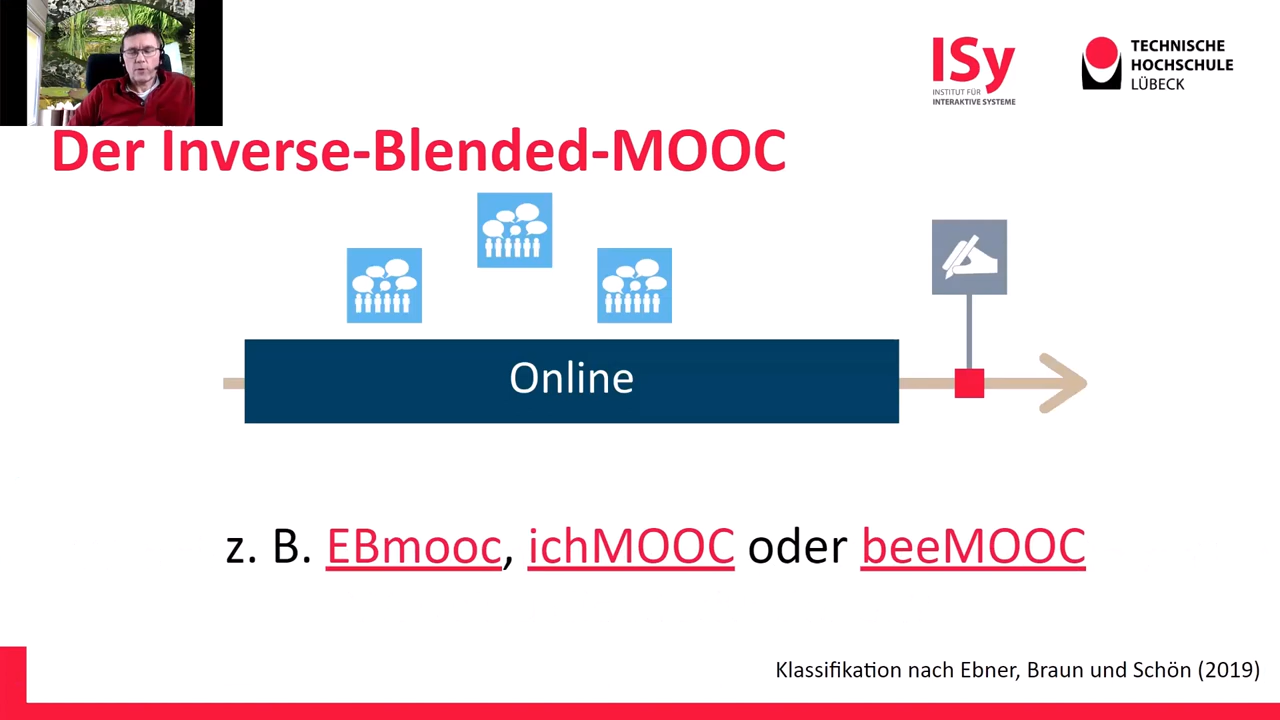 ISy
INSTITUT FÜR
INTERAKTIVE SYSTEME
TECHNISCHE
HOCHSCHULE
LÜBECK
Der Inverse-Blended-MOOC
Online
z. B. EBmooc, ichMOOC oder beeMOOC
Klassifikation nach Ebner, Braun und Schön (2019)